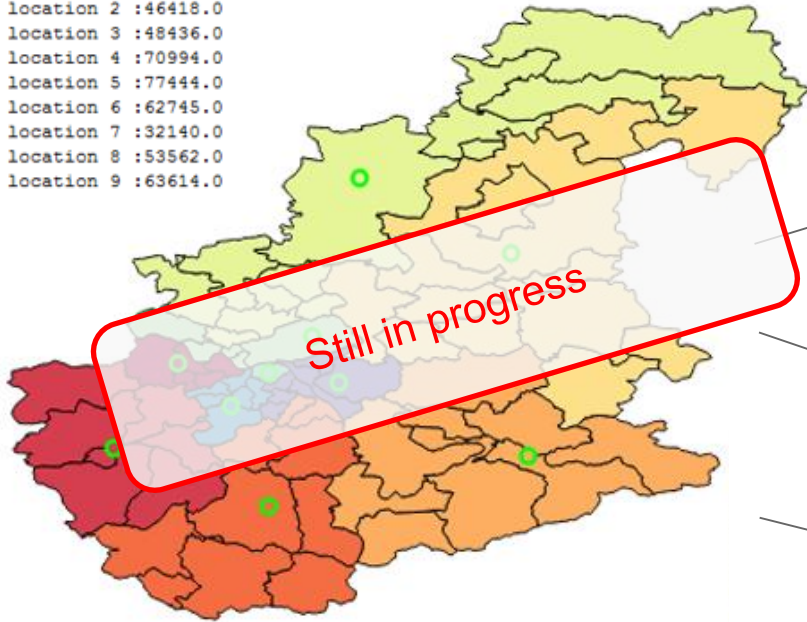 location 2 :46418.0
location 3 :48436.0
location 4 :70994.0
location 5 :77444.0
location 6 :62745.0
location 7 :32140.0
location 8 :53562.0
location 9 :63614.0
Still in progress